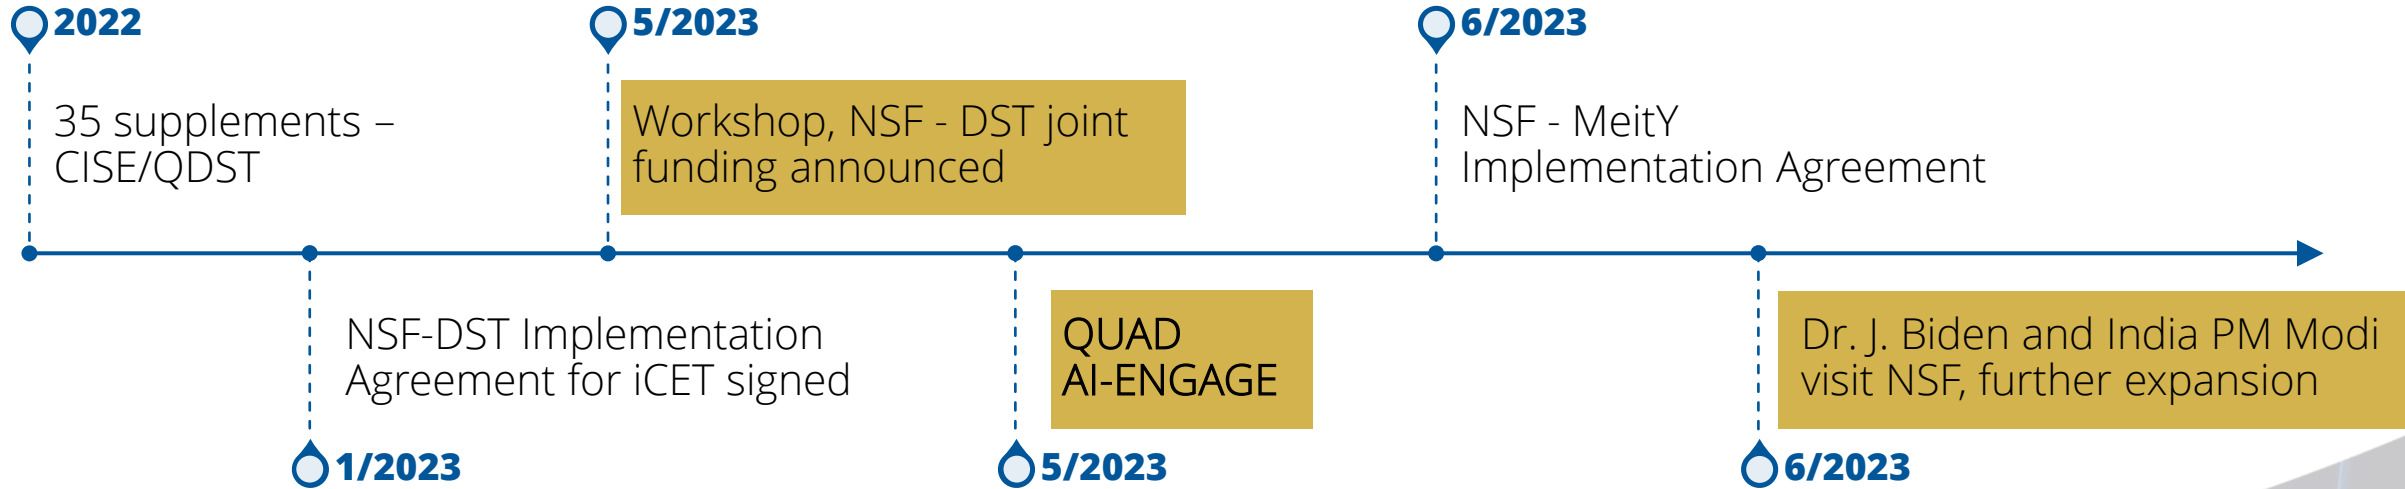 2022
35 supplements –
CISE/QDST
1/2023
NSF-DST Implementation
Agreement for iCET signed
5/2023
Workshop, NSF - DST joint
funding announced
5/2023
QUAD
AI-ENGAGE
6/2023
NSF - MeitY
Implementation Agreement
6/2023
Dr. J. Biden and India PM Modi
visit NSF, further expansion